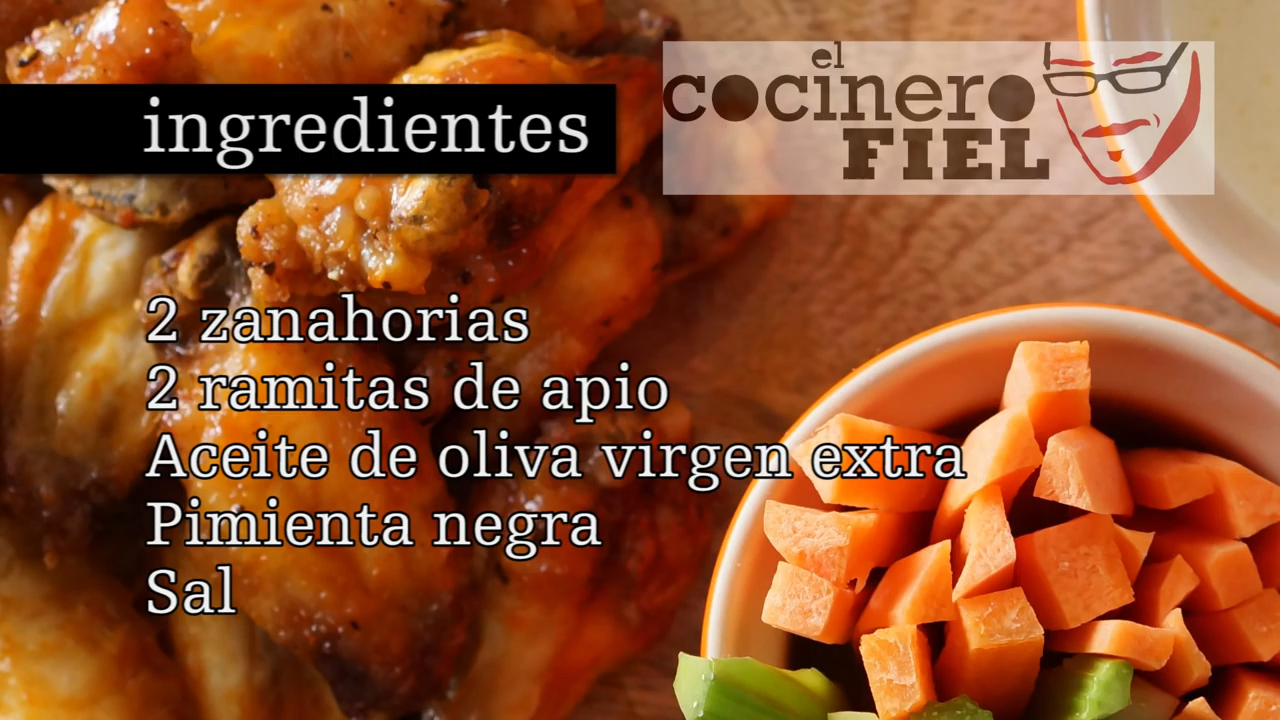 ingredientes
el
cocinero
FIEL
2 zanahorias
2 ramitas de apio
Aceite de oliva virgen extra
Pimienta negra
Sal